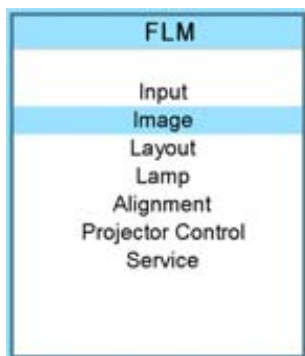 FLM
Input
Image
Layout
Lamp
Alignment
Projector Control
Service